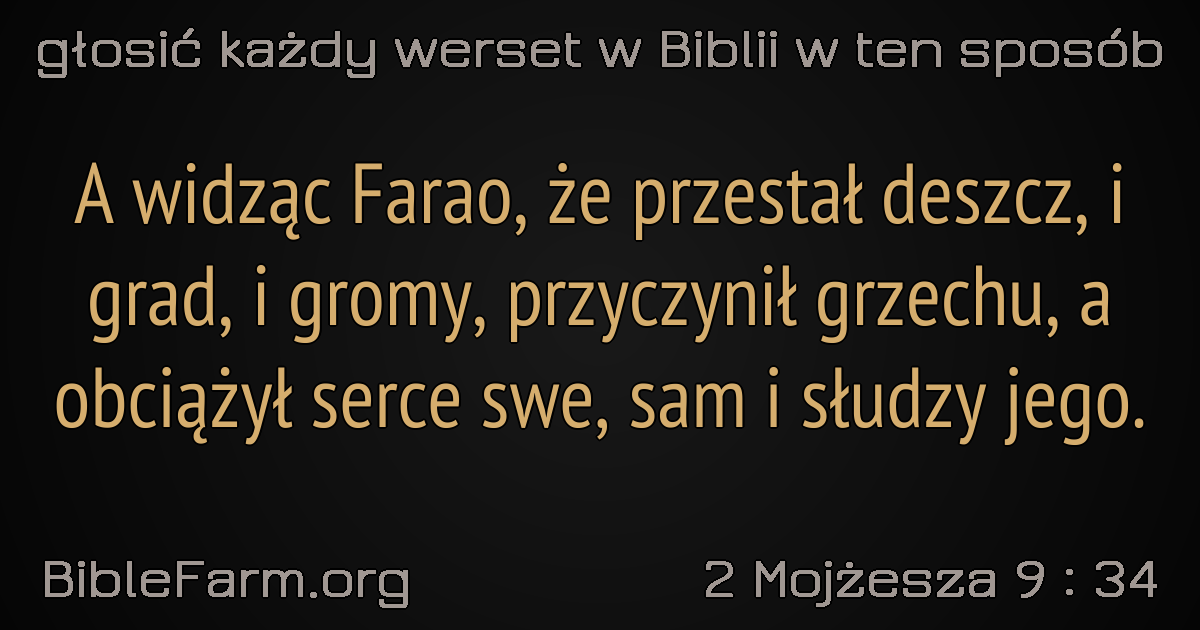 głosić każdy werset w Biblii w ten sposób
A widząc Farao, że przestał deszcz, i
grad, i gromy, przyczynił grzechu, a
obciążył serce swe, sam i słudzy jego.
BibleFarm.org
2 Mojżesza 9 : 34